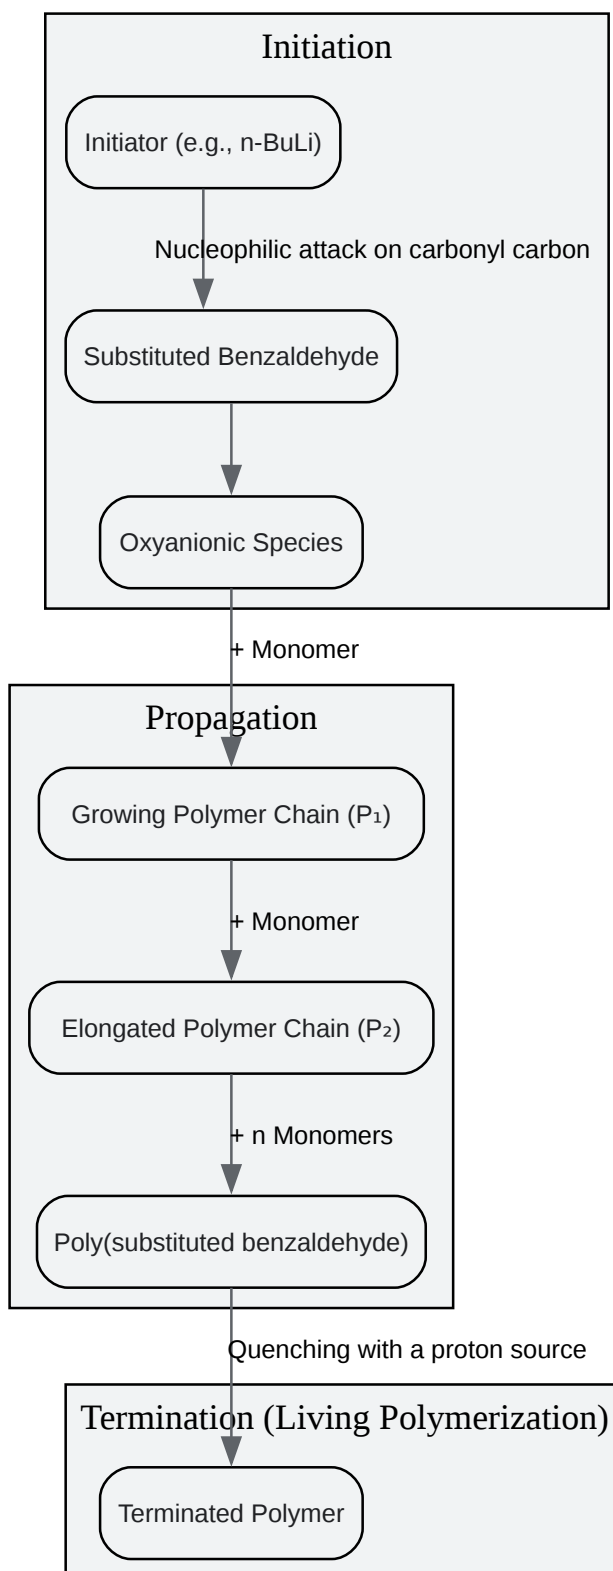 Initiation
Initiator (e.g., n-BuLi)
Nucleophilic attack on carbonyl carbon
Substituted Benzaldehyde
Oxyanionic Species
+ Monomer
Propagation
Growing Polymer Chain (P₁)
+ Monomer
Elongated Polymer Chain (P₂)
+ n Monomers
Poly(substituted benzaldehyde)
Quenching with a proton source
Termination (Living Polymerization)
Terminated Polymer